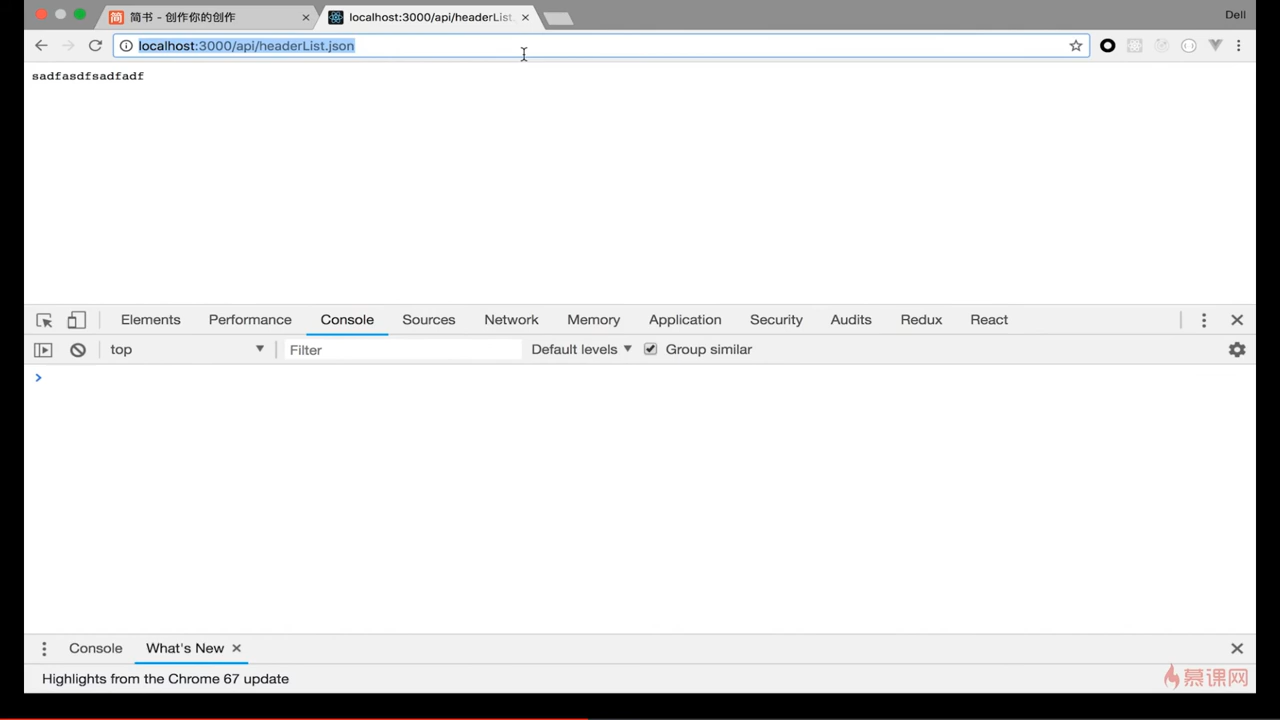 简 简书 - 创作你的创作 localhost:3000/api/headerList. Dell
localhost:3000/api/headerList.json
sadfasdfsadfadf
Elements Performance Console Sources Network Memory Application Security Audits Redux React
top Filter Default levels Group similar
Console What's New
Highlights from the Chrome 67 update
慕课网